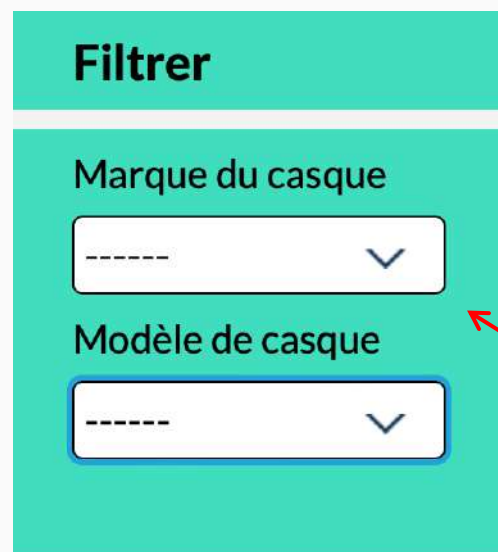 Filtrer
Marque du casque
------
Modèle de casque
------